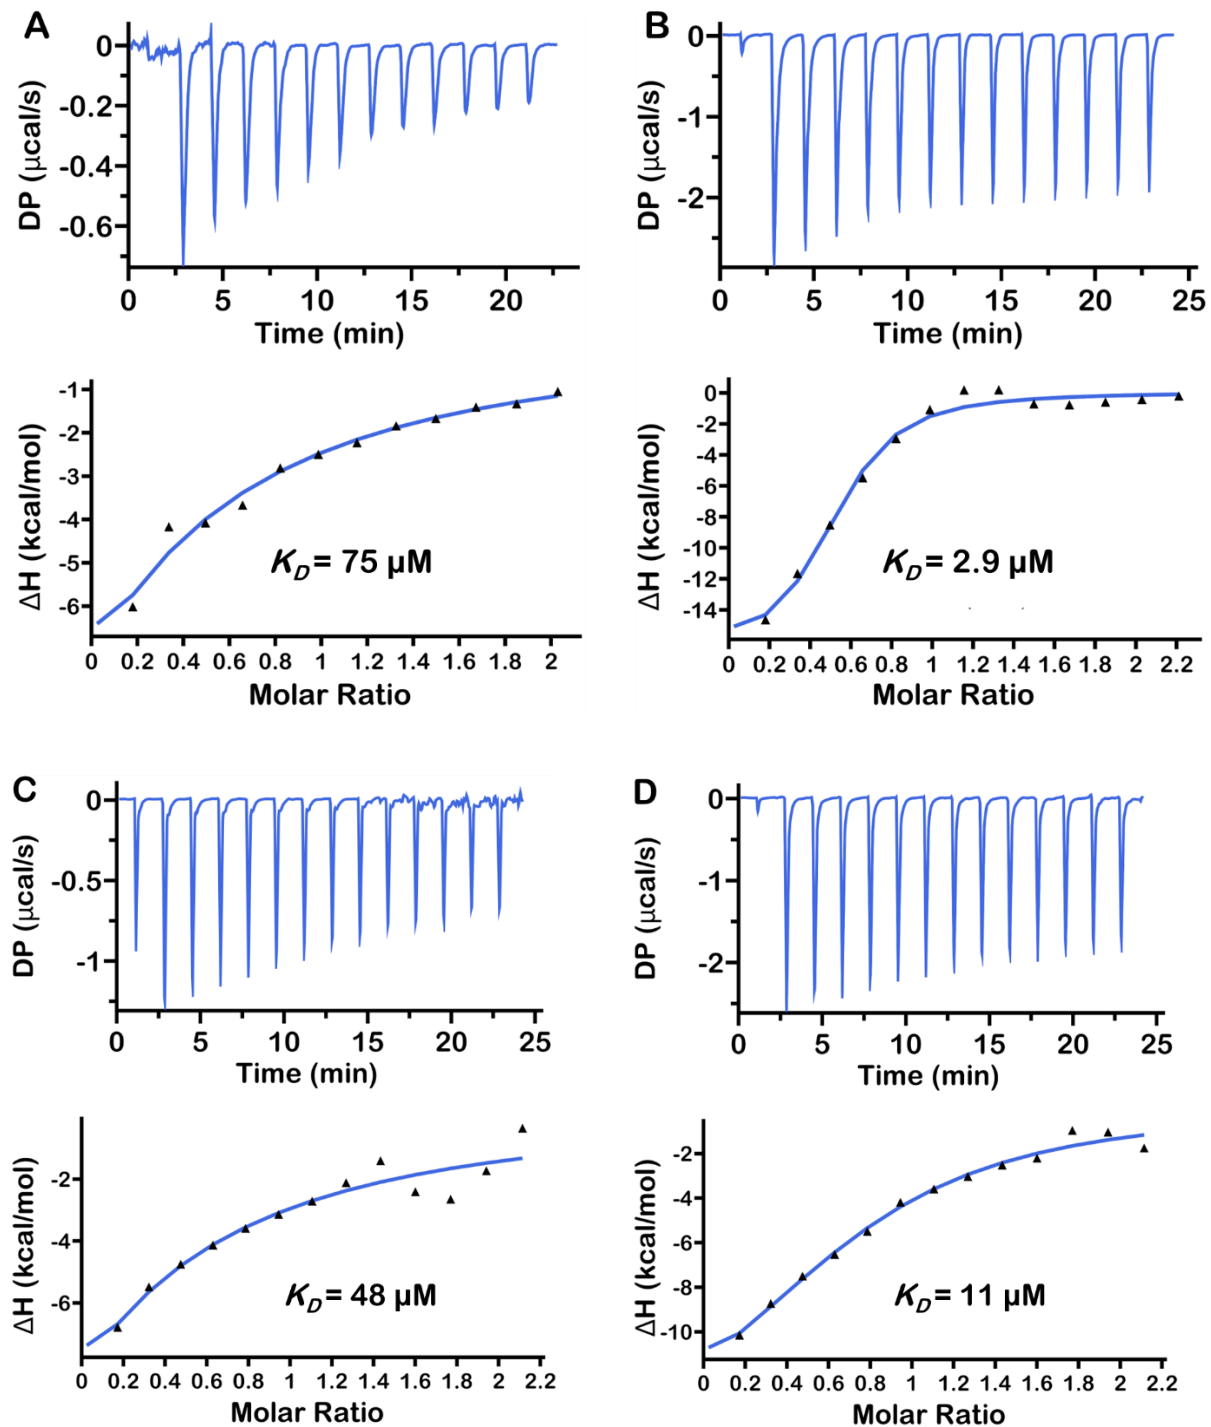 A
0
-0.2
-0.4
-0.6
DP (μcal/s)
0 5 10 15 20
Time (min)
-1
-2
-3
-4
-5
-6
ΔH (kcal/mol)
K_D = 75 μM
0 0.2 0.4 0.6 0.8 1 1.2 1.4 1.6 1.8 2
Molar Ratio
B
0
-1
-2
DP (μcal/s)
0 5 10 15 20 25
Time (min)
0
-2
-4
-6
-8
-10
-12
-14
ΔH (kcal/mol)
K_D = 2.9 μM
0 0.2 0.4 0.6 0.8 1 1.2 1.4 1.6 1.8 2 2.2
Molar Ratio
C
0
-0.5
-1
DP (μcal/s)
0 5 10 15 20 25
Time (min)
-2
-4
-6
ΔH (kcal/mol)
K_D = 48 μM
0 0.2 0.4 0.6 0.8 1 1.2 1.4 1.6 1.8 2 2.2
Molar Ratio
D
0
-1
-2
DP (μcal/s)
0 5 10 15 20 25
Time (min)
-2
-4
-6
-8
-10
ΔH (kcal/mol)
K_D = 11 μM
0 0.2 0.4 0.6 0.8 1 1.2 1.4 1.6 1.8 2 2.2
Molar Ratio